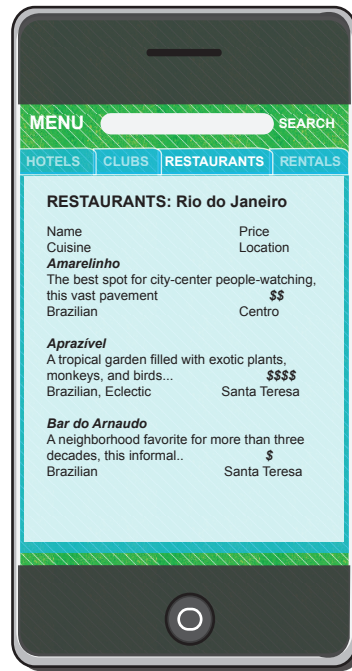 MENU SEARCH
HOTELS CLUBS RESTAURANTS RENTALS
RESTAURANTS: Rio do Janeiro
Name Price
Cuisine Location
Amarelinho
The best spot for city-center people-watching,
this vast pavement $$
Brazilian Centro
Aprazível
A tropical garden filled with exotic plants,
monkeys, and birds... $$$$
Brazilian, Eclectic Santa Teresa
Bar do Arnaudo
A neighborhood favorite for more than three
decades, this informal.. $
Brazilian Santa Teresa